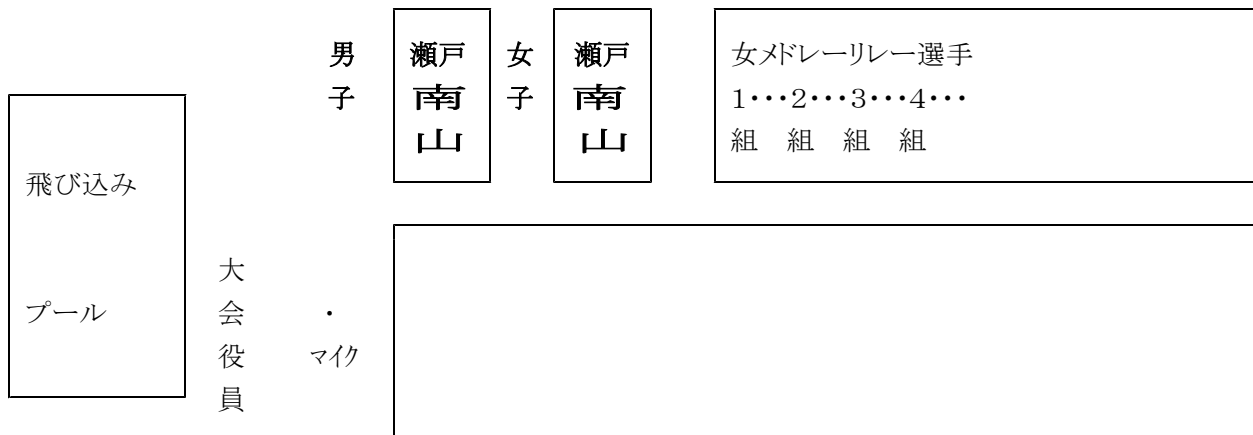 男子
瀬戸
南山
女子
瀬戸
南山
女メドレーリレー選手
1・・・2・・・3・・・4・・・
組 組 組 組
飛び込み
プール
大会役員
・
マイク